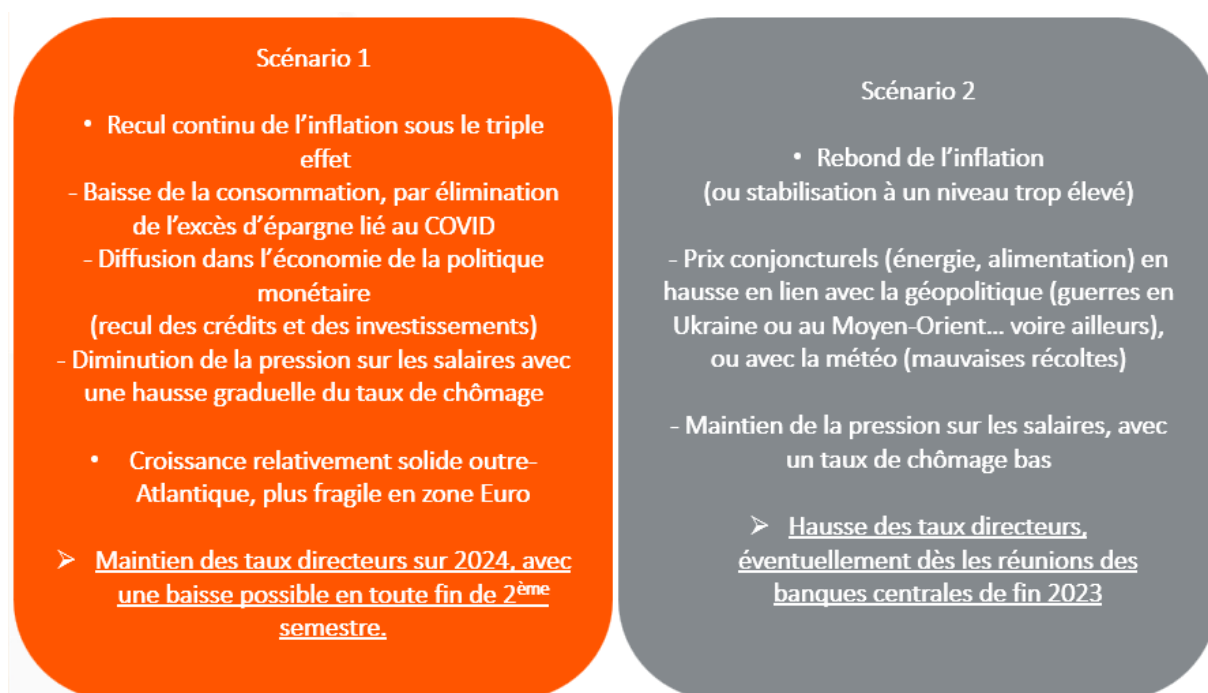 Scénario 1
• Recul continu de l'inflation sous le triple
effet
- Baisse de la consommation, par élimination
de l'excès d'épargne lié au COVID
- Diffusion dans l'économie de la politique
monétaire
(recul des crédits et des investissements)
- Diminution de la pression sur les salaires avec
une hausse graduelle du taux de chômage
• Croissance relativement solide outre-
Atlantique, plus fragile en zone Euro
➢ Maintien des taux directeurs sur 2024, avec
une baisse possible en toute fin de 2ème
semestre.
Scénario 2
• Rebond de l'inflation
(ou stabilisation à un niveau trop élevé)
- Prix conjoncturels (énergie, alimentation) en
hausse en lien avec la géopolitique (guerres en
Ukraine ou au Moyen-Orient... voire ailleurs),
ou avec la météo (mauvaises récoltes)
- Maintien de la pression sur les salaires, avec
un taux de chômage bas
➢ Hausse des taux directeurs,
éventuellement dès les réunions des
banques centrales de fin 2023